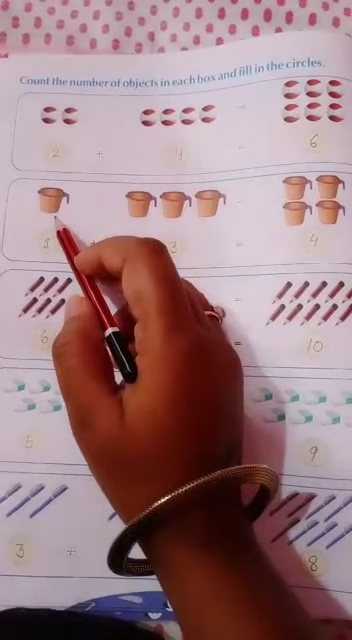 Count the number of objects in each box and fill in the circles.
2 + 4 = 6
1 3 = 4
6 = 10
5 9
3 + 8